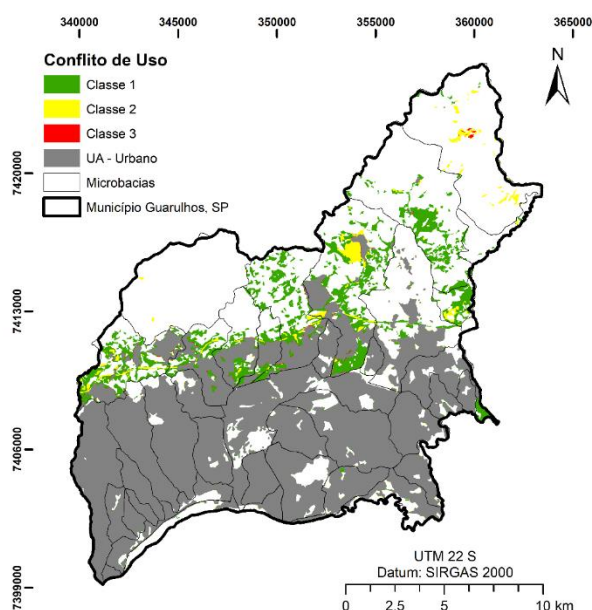 340000 345000 350000 355000 360000 365000
Conflito de Uso
Classe 1
Classe 2
Classe 3
UA - Urbano
Microbacias
Município Guarulhos, SP
N
7420000
7413000
7406000
7399000
UTM 22 S
Datum: SIRGAS 2000
0 2.5 5 10 km